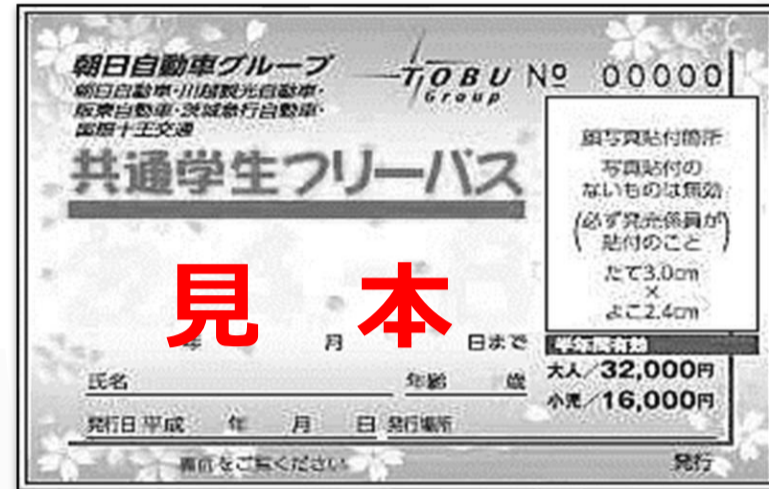 朝日自動車グループ
朝日自動車・川越観光自動車・
阪東自動車・茨城急行自動車・
国際十王交通
TOBU
Group
Nº 00000
共通学生フリーパス
顔写真貼付箇所
写真貼付の
ないものは無効
(必ず発売係員が
貼付のこと)
たて3.0cm
×
よこ2.4cm
見本
年 月 日まで
半年間有効
大人/32,000円
小児/16,000円
氏名 年齢 歳
発行日 平成 年 月 日 発行場所
裏面をご覧ください
発行